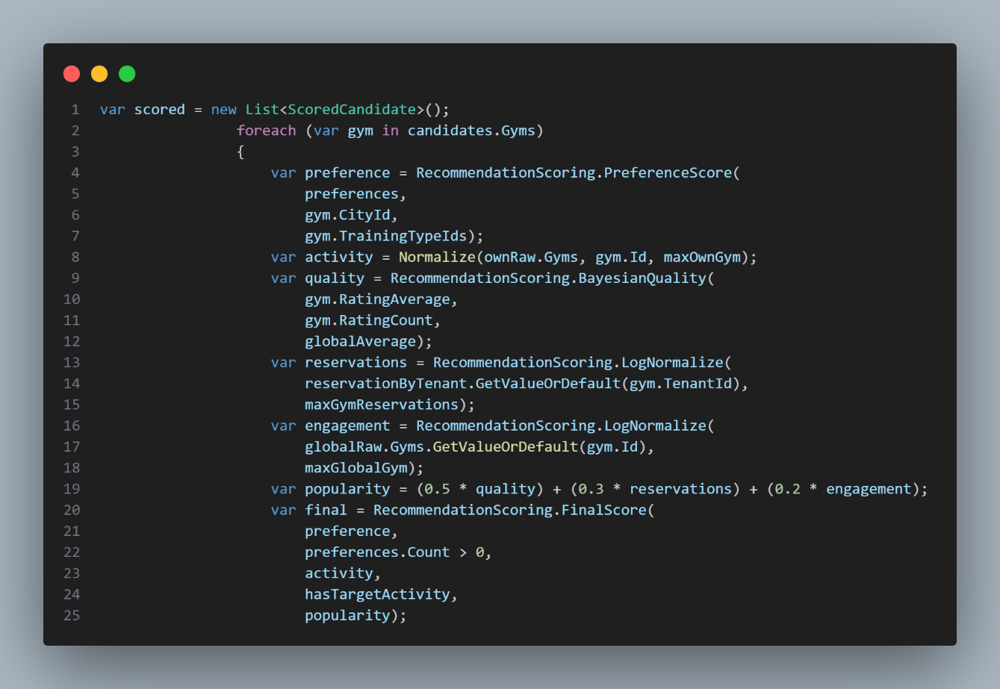 1 var scored = new List<ScoredCandidate>();
2 foreach (var gym in candidates.Gyms)
3 {
4 var preference = RecommendationScoring.PreferenceScore(
5 preferences,
6 gym.CityId,
7 gym.TrainingTypeIds);
8 var activity = Normalize(ownRaw.Gyms, gym.Id, maxOwnGym);
9 var quality = RecommendationScoring.BayesianQuality(
10 gym.RatingAverage,
11 gym.RatingCount,
12 globalAverage);
13 var reservations = RecommendationScoring.LogNormalize(
14 reservationByTenant.GetValueOrDefault(gym.TenantId),
15 maxGymReservations);
16 var engagement = RecommendationScoring.LogNormalize(
17 globalRaw.Gyms.GetValueOrDefault(gym.Id),
18 maxGlobalGym);
19 var popularity = (0.5 * quality) + (0.3 * reservations) + (0.2 * engagement);
20 var final = RecommendationScoring.FinalScore(
21 preference,
22 preferences.Count > 0,
23 activity,
24 hasTargetActivity,
25 popularity);